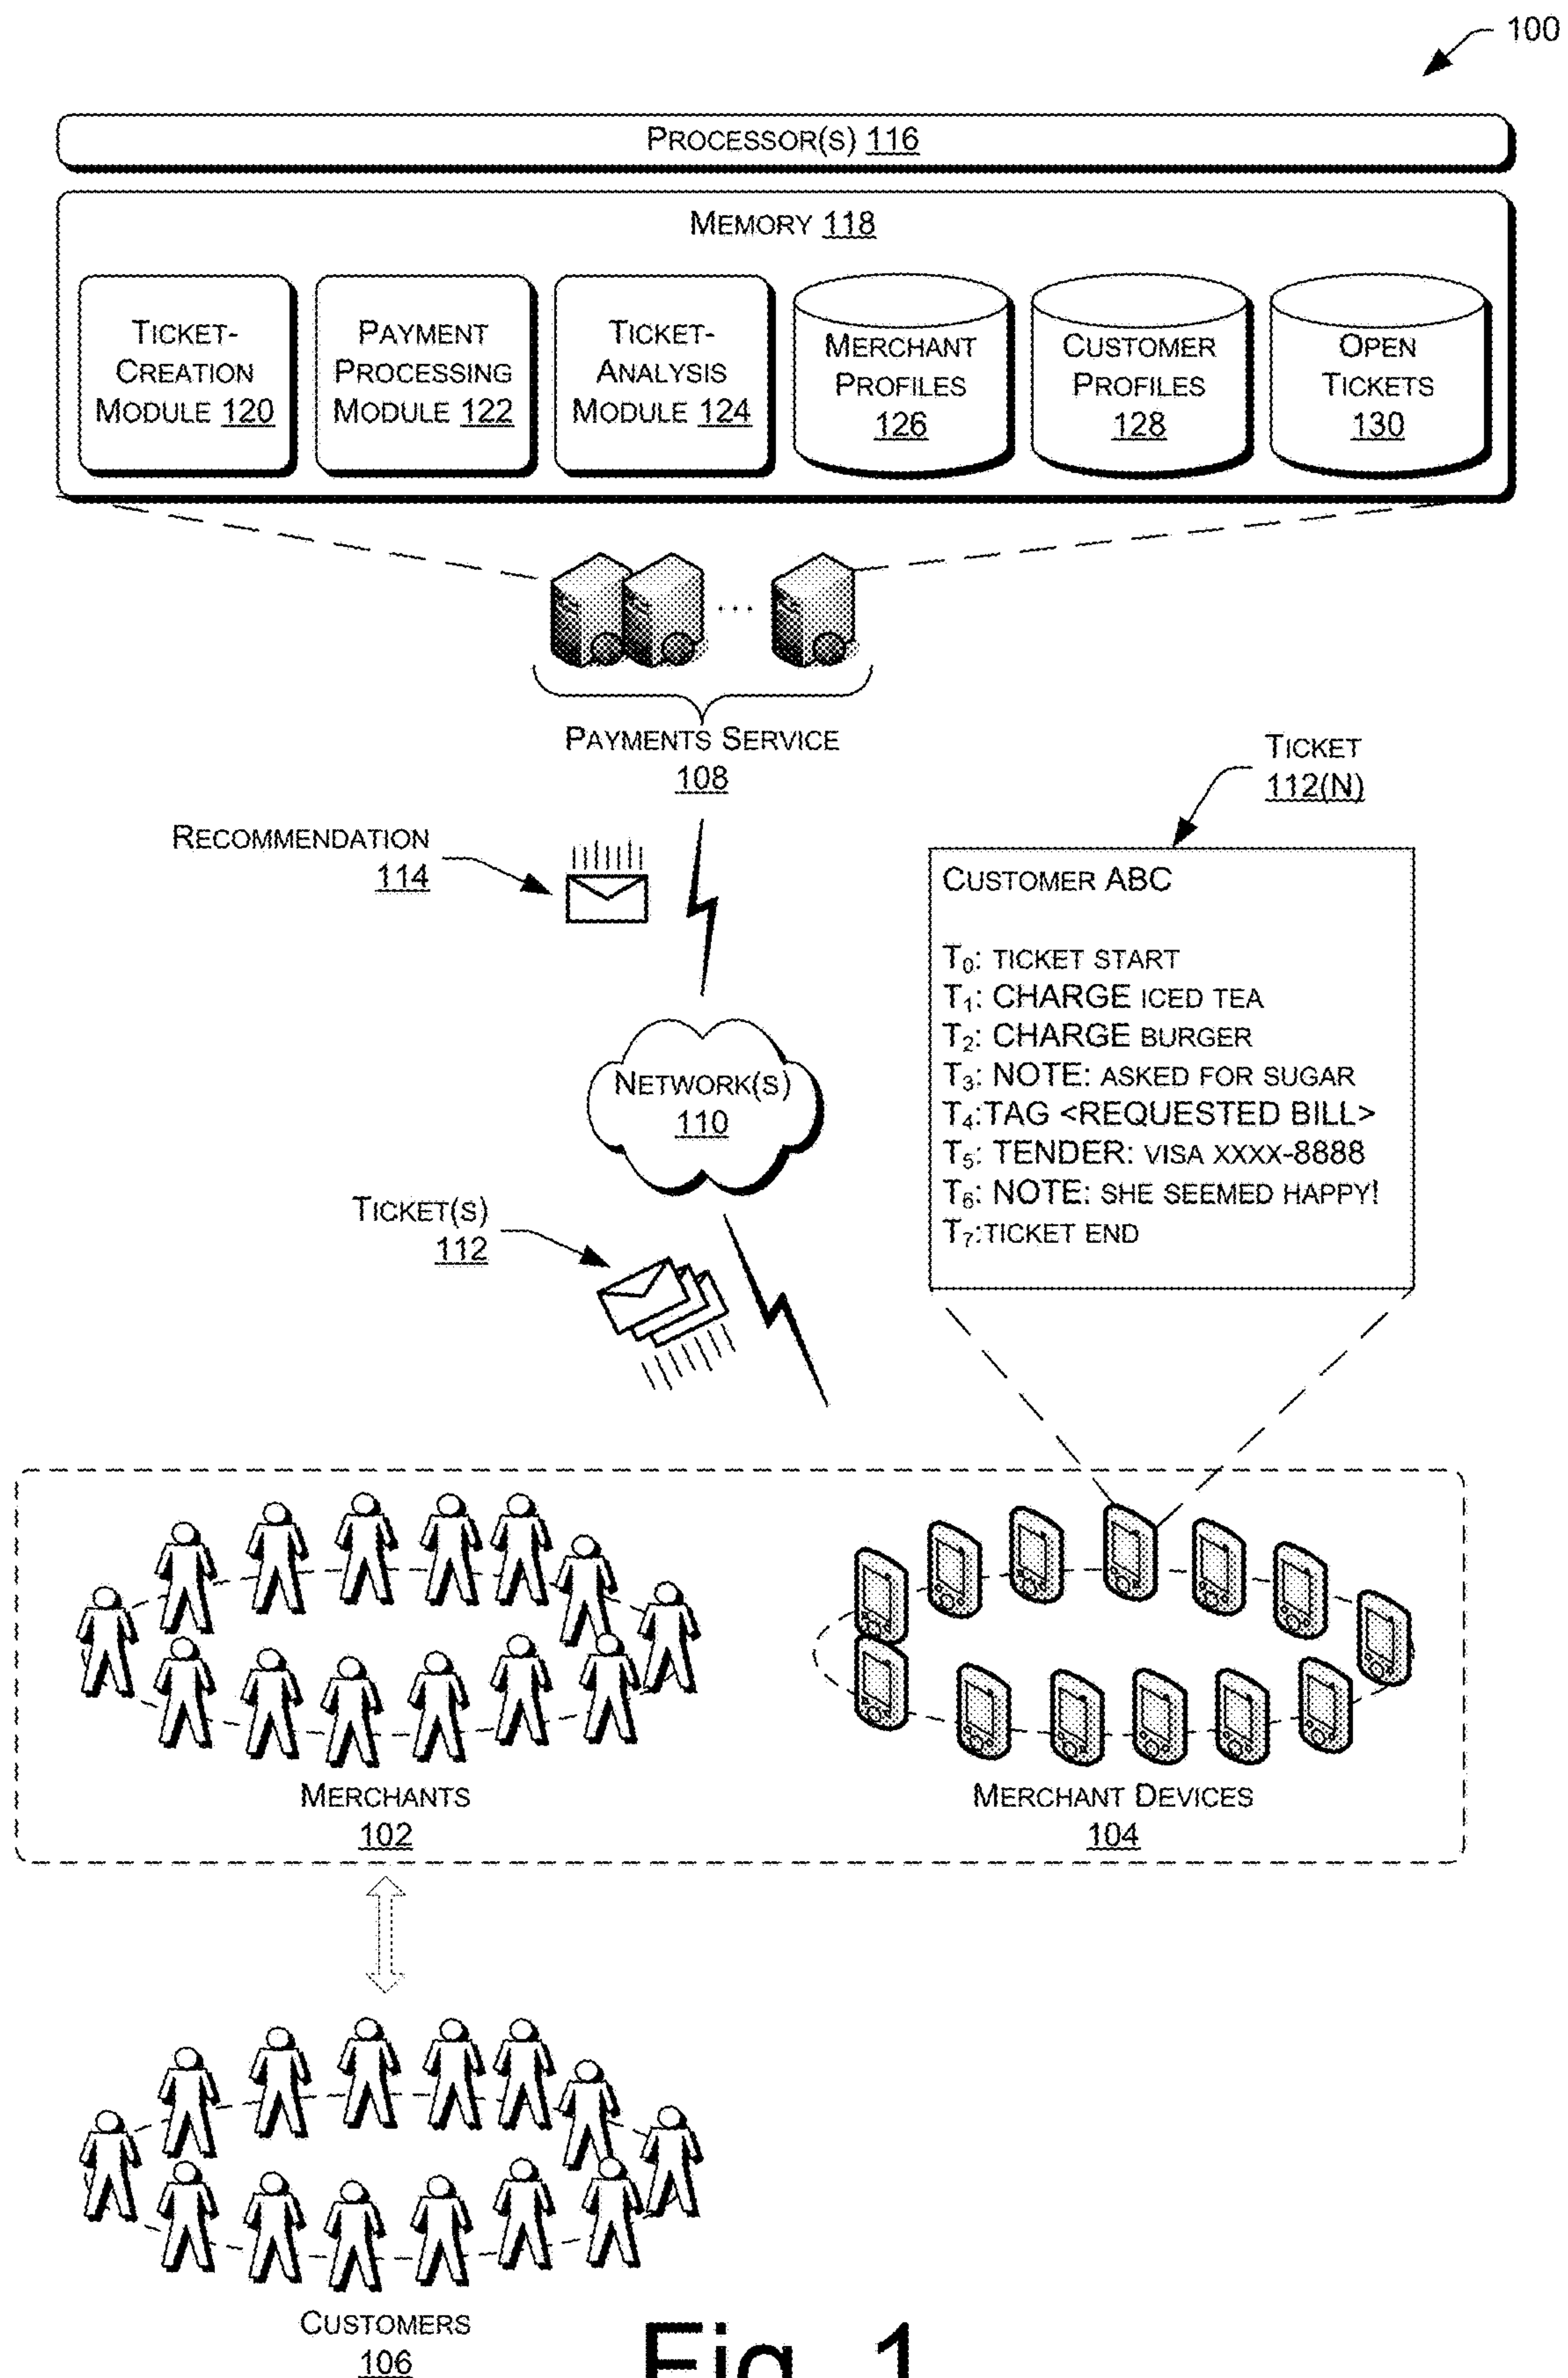 100
PROCESSOR(S) 116
MEMORY 118
TICKET-
CREATION
MODULE 120
PAYMENT
PROCESSING
MODULE 122
TICKET-
ANALYSIS
MODULE 124
MERCHANT
PROFILES
126
CUSTOMER
PROFILES
128
OPEN
TICKETS
130
PAYMENTS SERVICE
108
TICKET
112(N)
RECOMMENDATION
114
CUSTOMER ABC
T0: TICKET START
T1: CHARGE ICED TEA
T2: CHARGE BURGER
T3: NOTE: ASKED FOR SUGAR
T4:TAG <REQUESTED BILL>
T5: TENDER: VISA XXXX-8888
T6: NOTE: SHE SEEMED HAPPY!
T7:TICKET END
NETWORK(S)
110
TICKET(S)
112
MERCHANTS
102
MERCHANT DEVICES
104
CUSTOMERS
106
Fig. 1